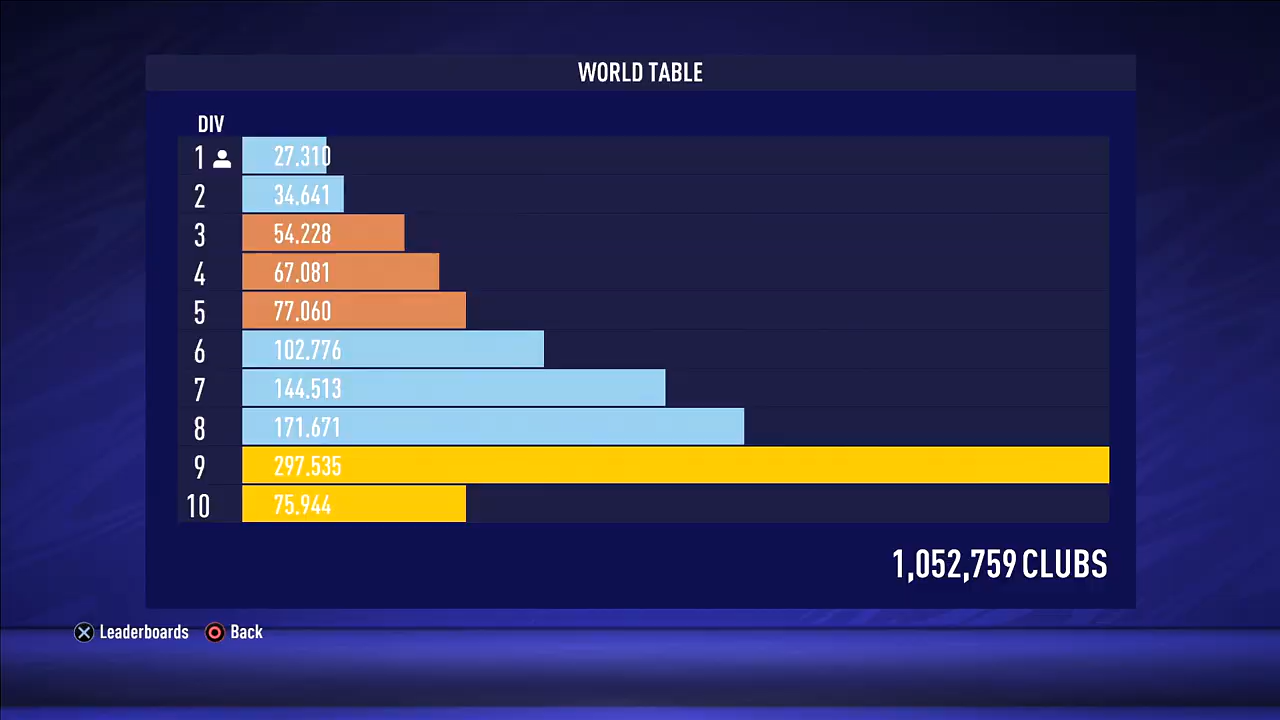 WORLD TABLE
DIV
1 27.310
2 34.641
3 54.228
4 67.081
5 77.060
6 102.776
7 144.513
8 171.671
9 297.535
10 75.944
1,052,759 CLUBS
Leaderboards Back